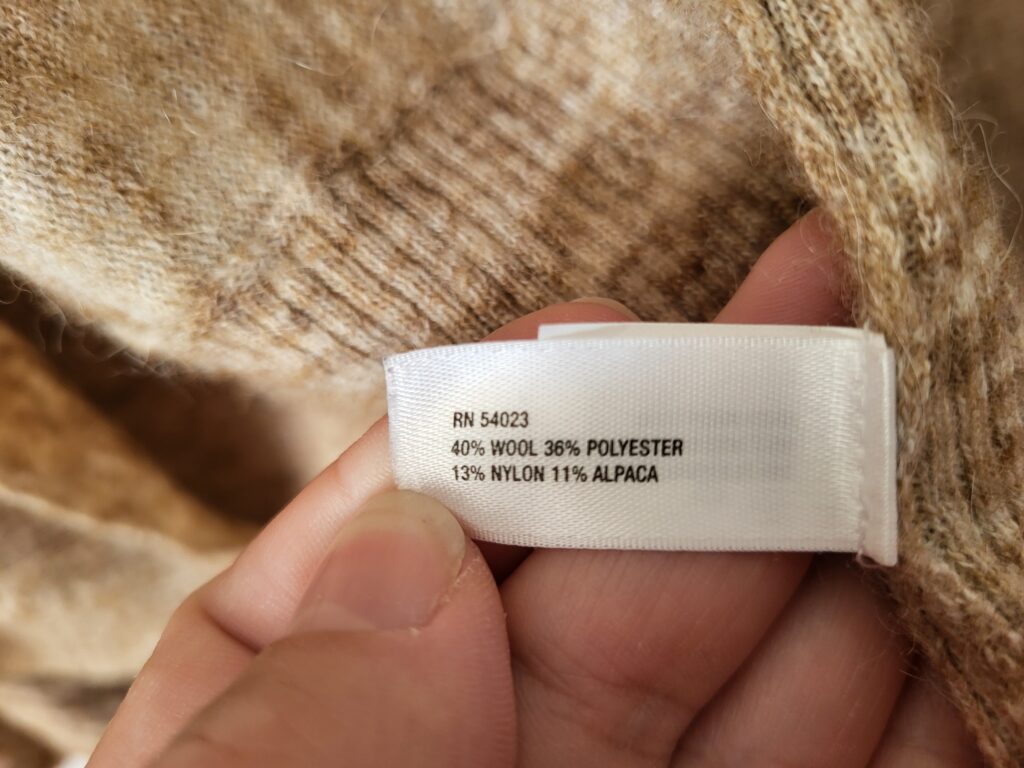 RN 54023
40% WOOL 36% POLYESTER
13% NYLON 11% ALPACA